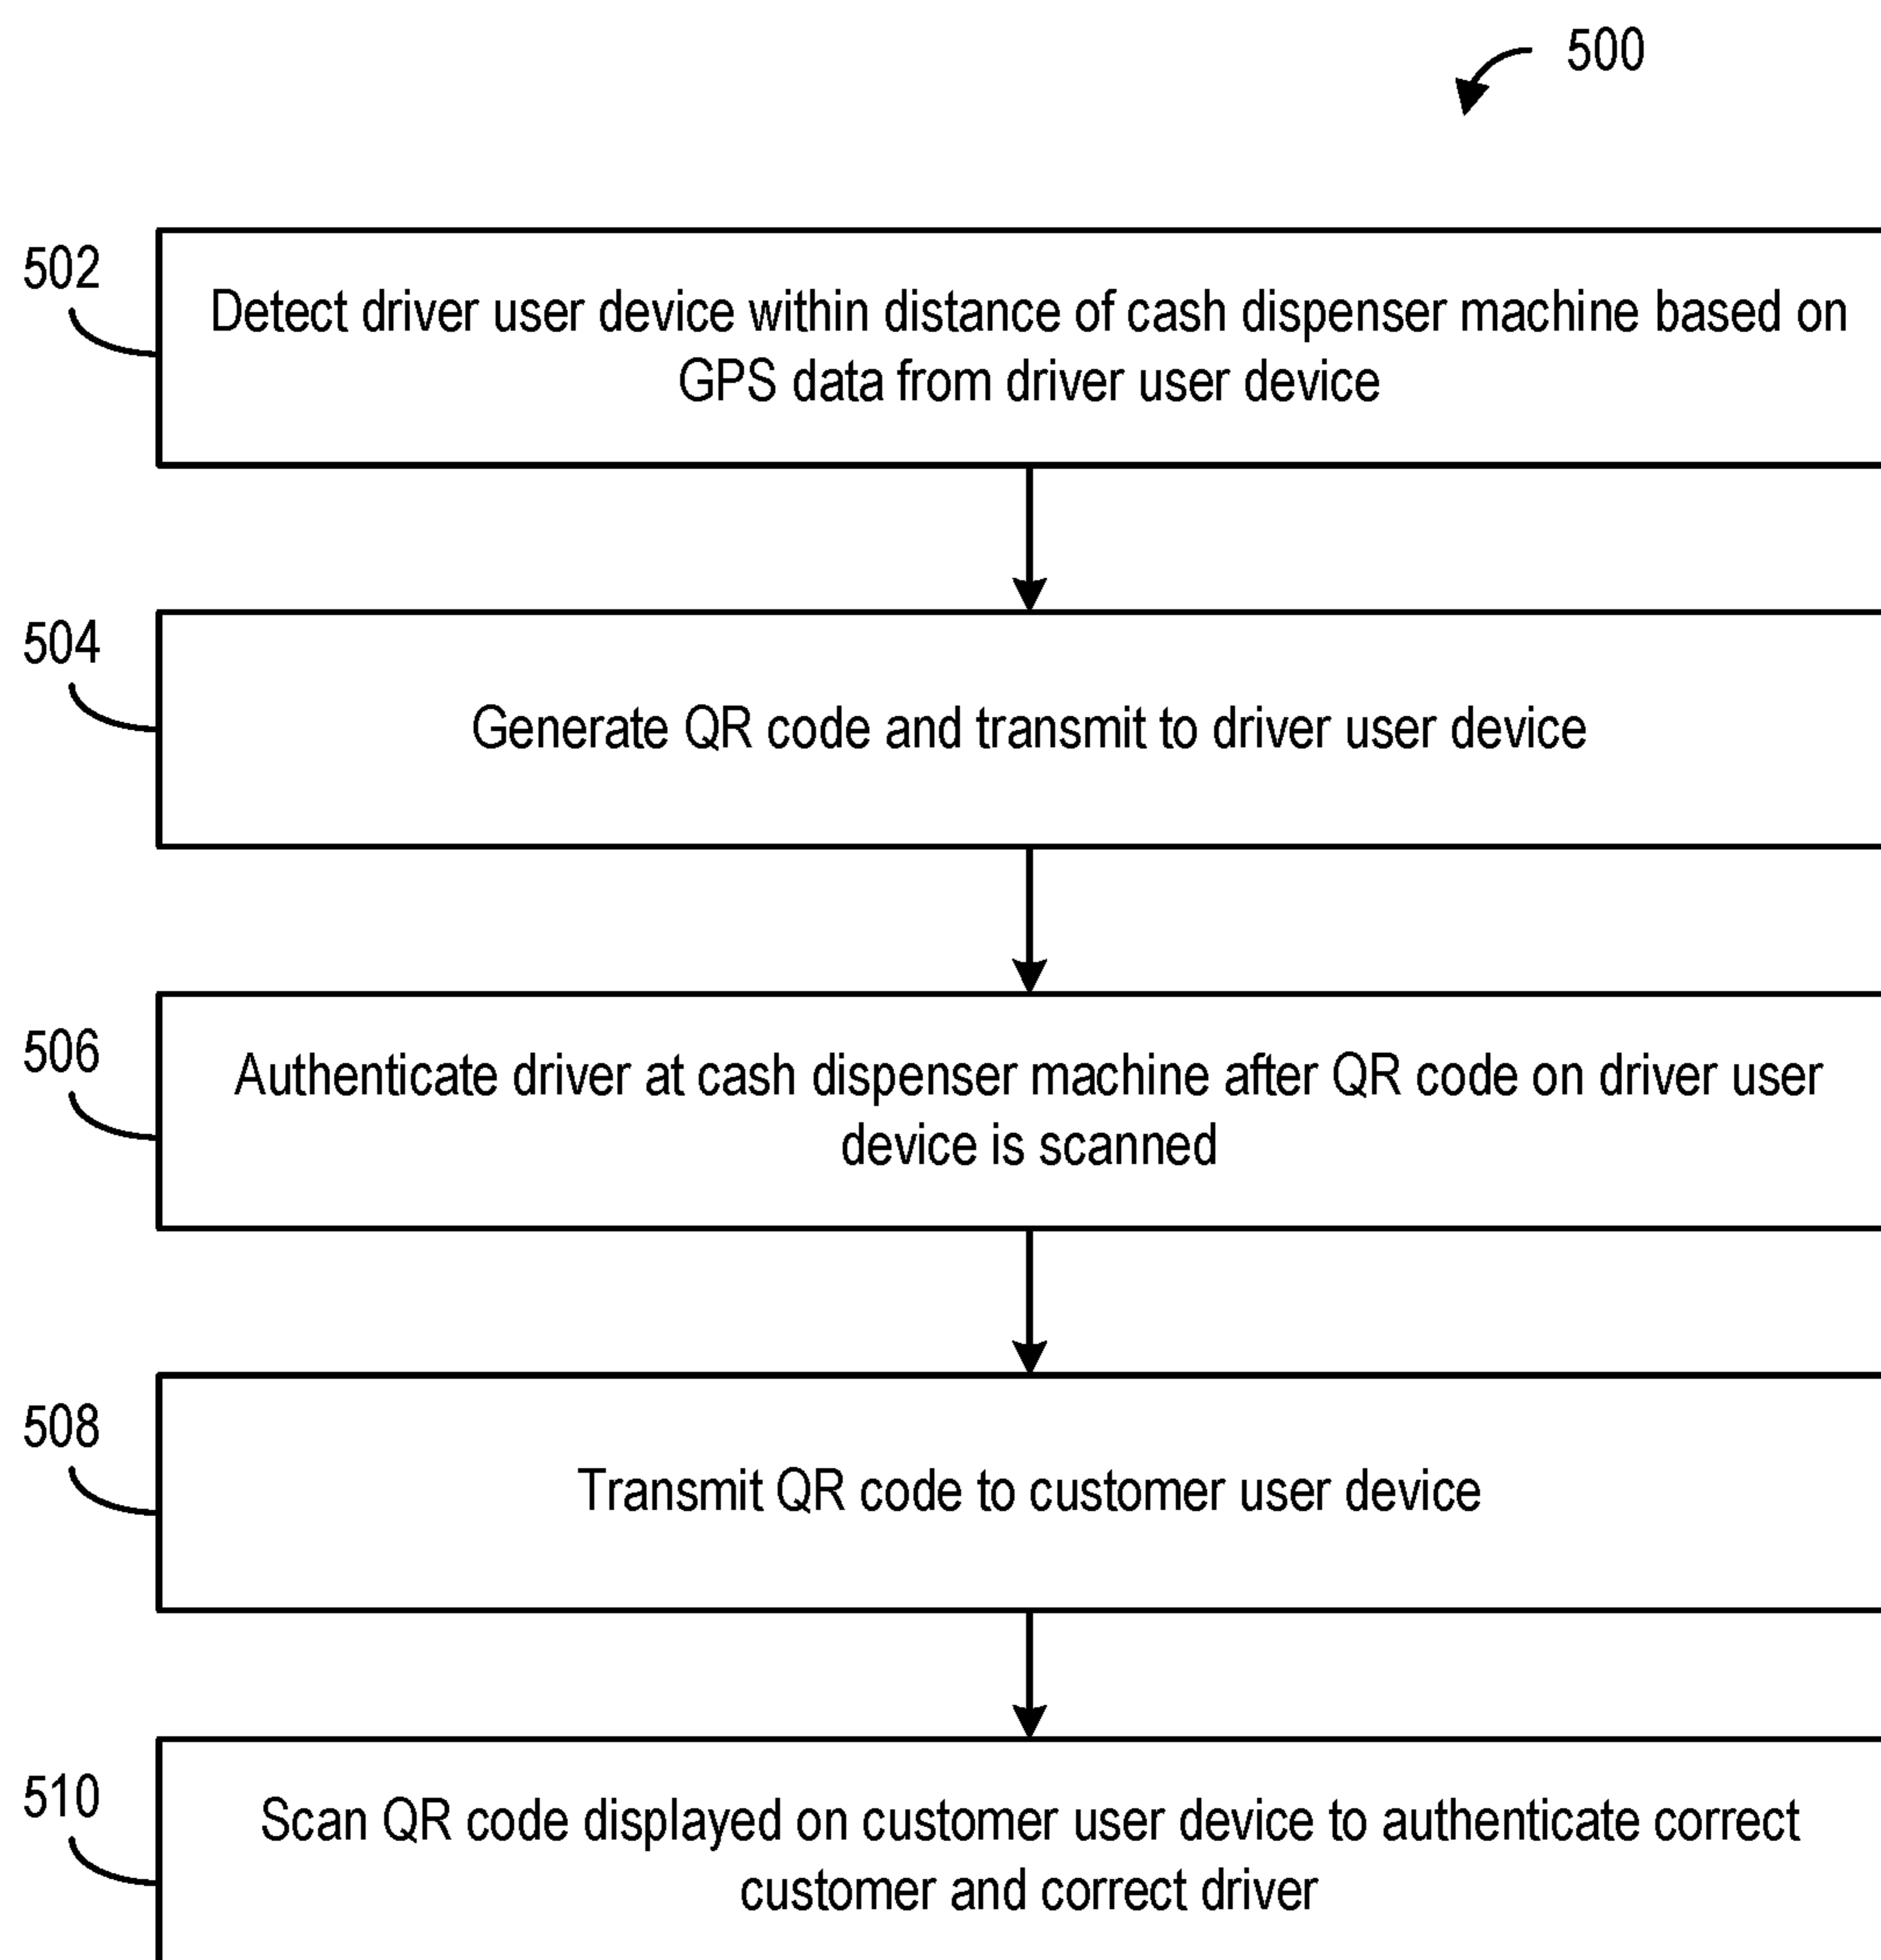 500
502
Detect driver user device within distance of cash dispenser machine based on
GPS data from driver user device
504
Generate QR code and transmit to driver user device
506
Authenticate driver at cash dispenser machine after QR code on driver user
device is scanned
508
Transmit QR code to customer user device
510
Scan QR code displayed on customer user device to authenticate correct
customer and correct driver